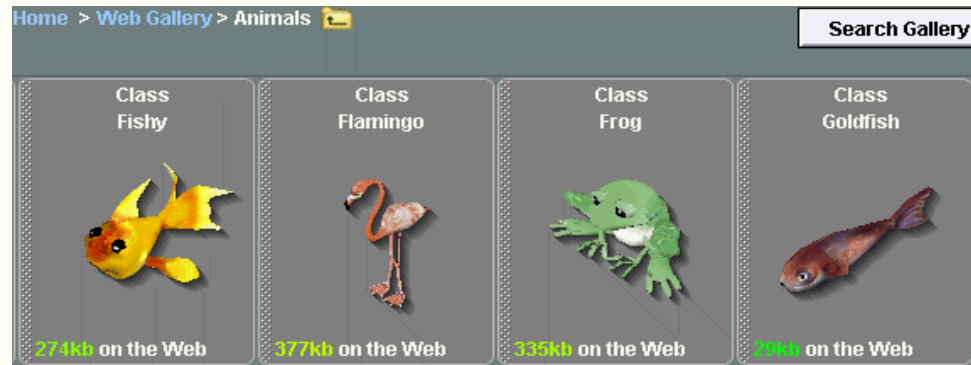 Home > Web Gallery > Animals
Search Gallery
Class
Fishy
274kb on the Web
Class
Flamingo
377kb on the Web
Class
Frog
335kb on the Web
Class
Goldfish
29kb on the Web